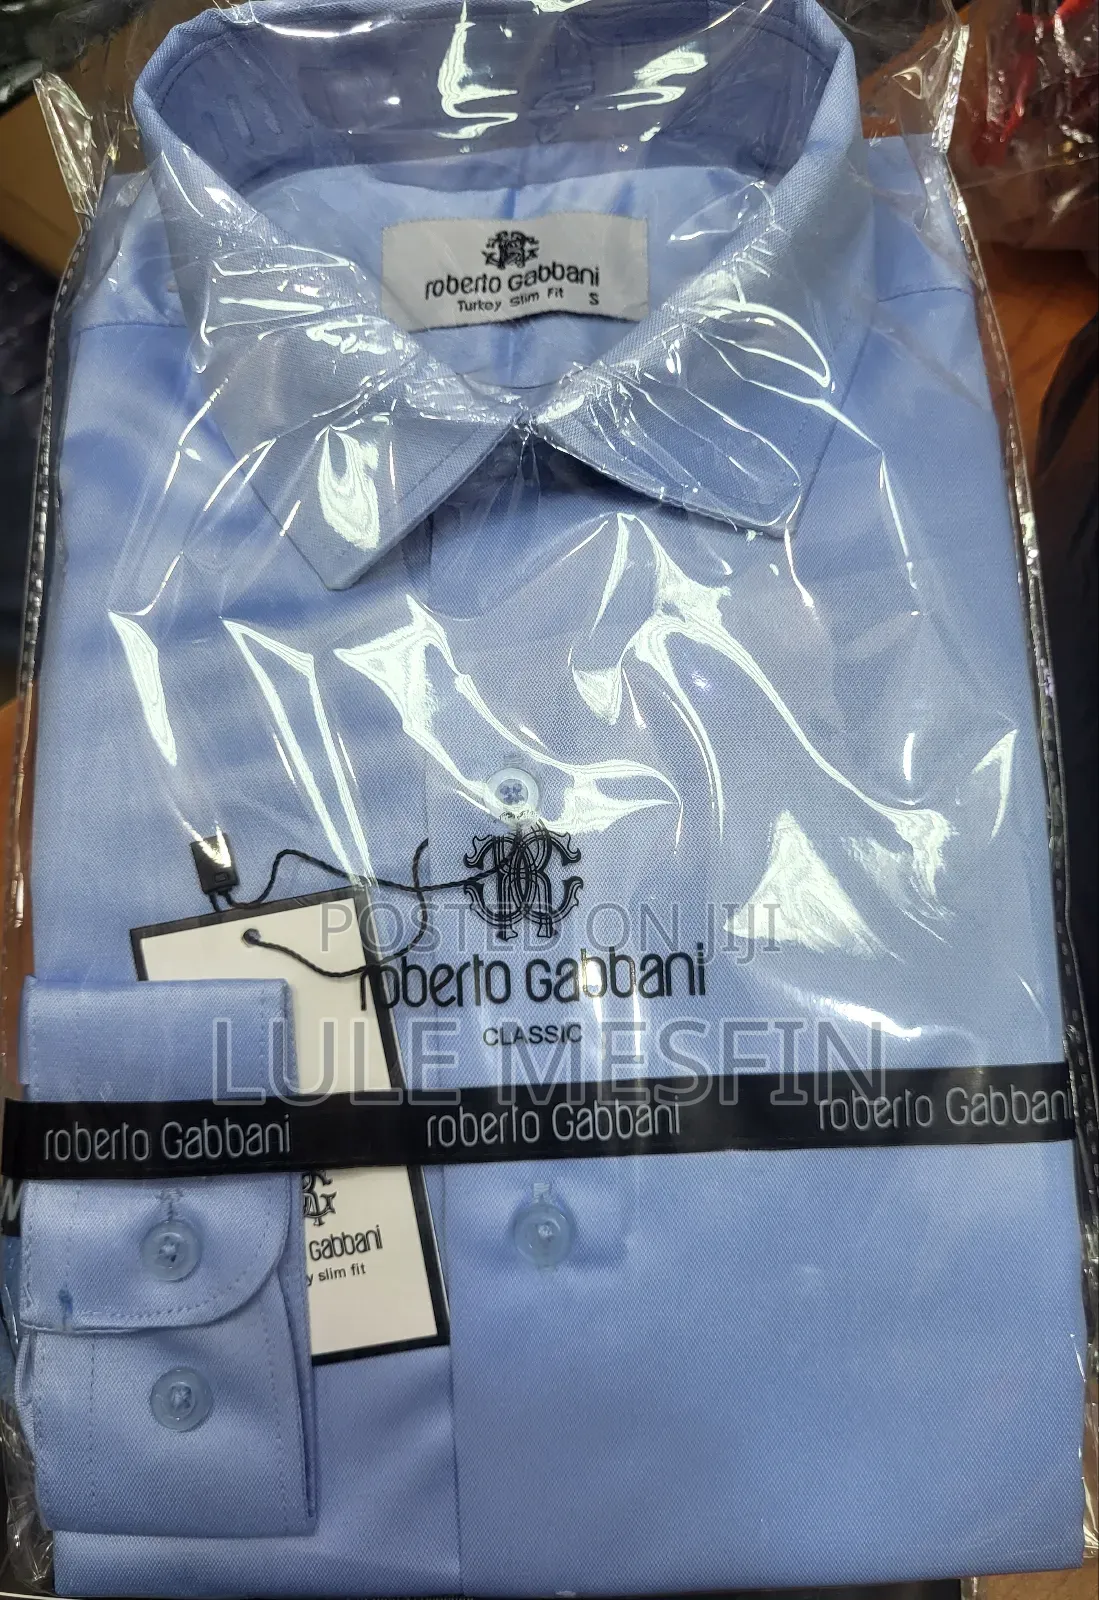 roberto Gabbani
Turkey Slim Fit S
POSTED ON JIJI
roberto Gabbani
CLASSIC
LULE MESFIN
roberto Gabbani roberto Gabbani roberto Gabbani
Gabbani
slim fit